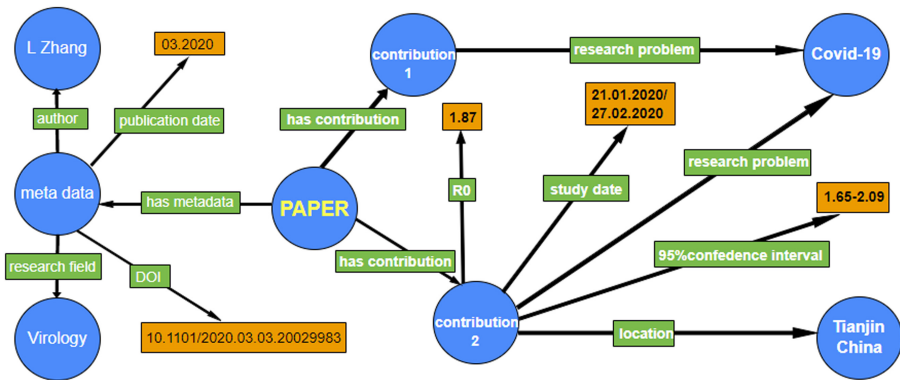 L Zhang
03.2020
contribution
1
research problem
Covid-19
author
publication date
has contribution
1.87
21.01.2020/
27.02.2020
research problem
meta data
has metadata
PAPER
R0
study date
1.65-2.09
research field
DOI
has contribution
95%confedence interval
Virology
10.1101/2020.03.03.20029983
contribution
2
location
Tianjin
China